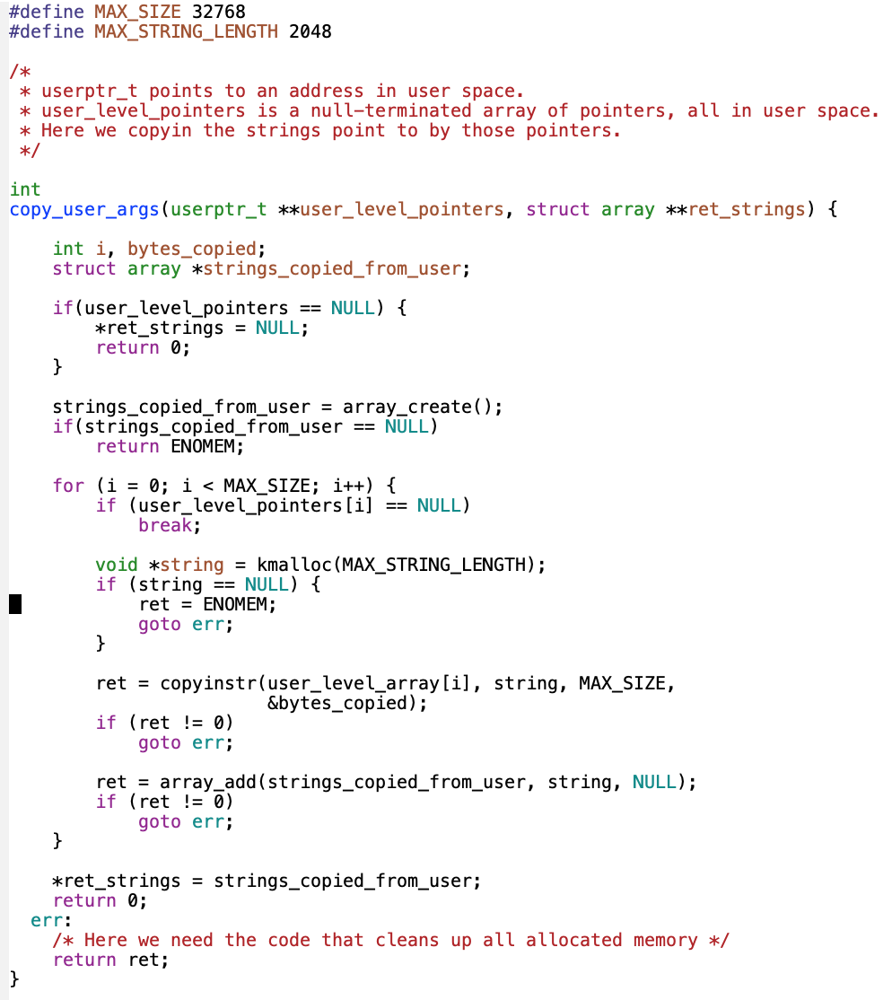 #define MAX_SIZE 32768
#define MAX_STRING_LENGTH 2048

/*
 * userptr_t points to an address in user space.
 * user_level_pointers is a null-terminated array of pointers, all in user space.
 * Here we copyin the strings point to by those pointers.
 */

int
copy_user_args(userptr_t **user_level_pointers, struct array **ret_strings) {

    int i, bytes_copied;
    struct array *strings_copied_from_user;

    if(user_level_pointers == NULL) {
        *ret_strings = NULL;
        return 0;
    }

    strings_copied_from_user = array_create();
    if(strings_copied_from_user == NULL)
        return ENOMEM;

    for (i = 0; i < MAX_SIZE; i++) {
        if (user_level_pointers[i] == NULL)
            break;

        void *string = kmalloc(MAX_STRING_LENGTH);
        if (string == NULL) {
            ret = ENOMEM;
            goto err;
        }

        ret = copyinstr(user_level_array[i], string, MAX_SIZE,
                        &bytes_copied);
        if (ret != 0)
            goto err;

        ret = array_add(strings_copied_from_user, string, NULL);
        if (ret != 0)
            goto err;
    }

    *ret_strings = strings_copied_from_user;
    return 0;
  err:
    /* Here we need the code that cleans up all allocated memory */
    return ret;
}